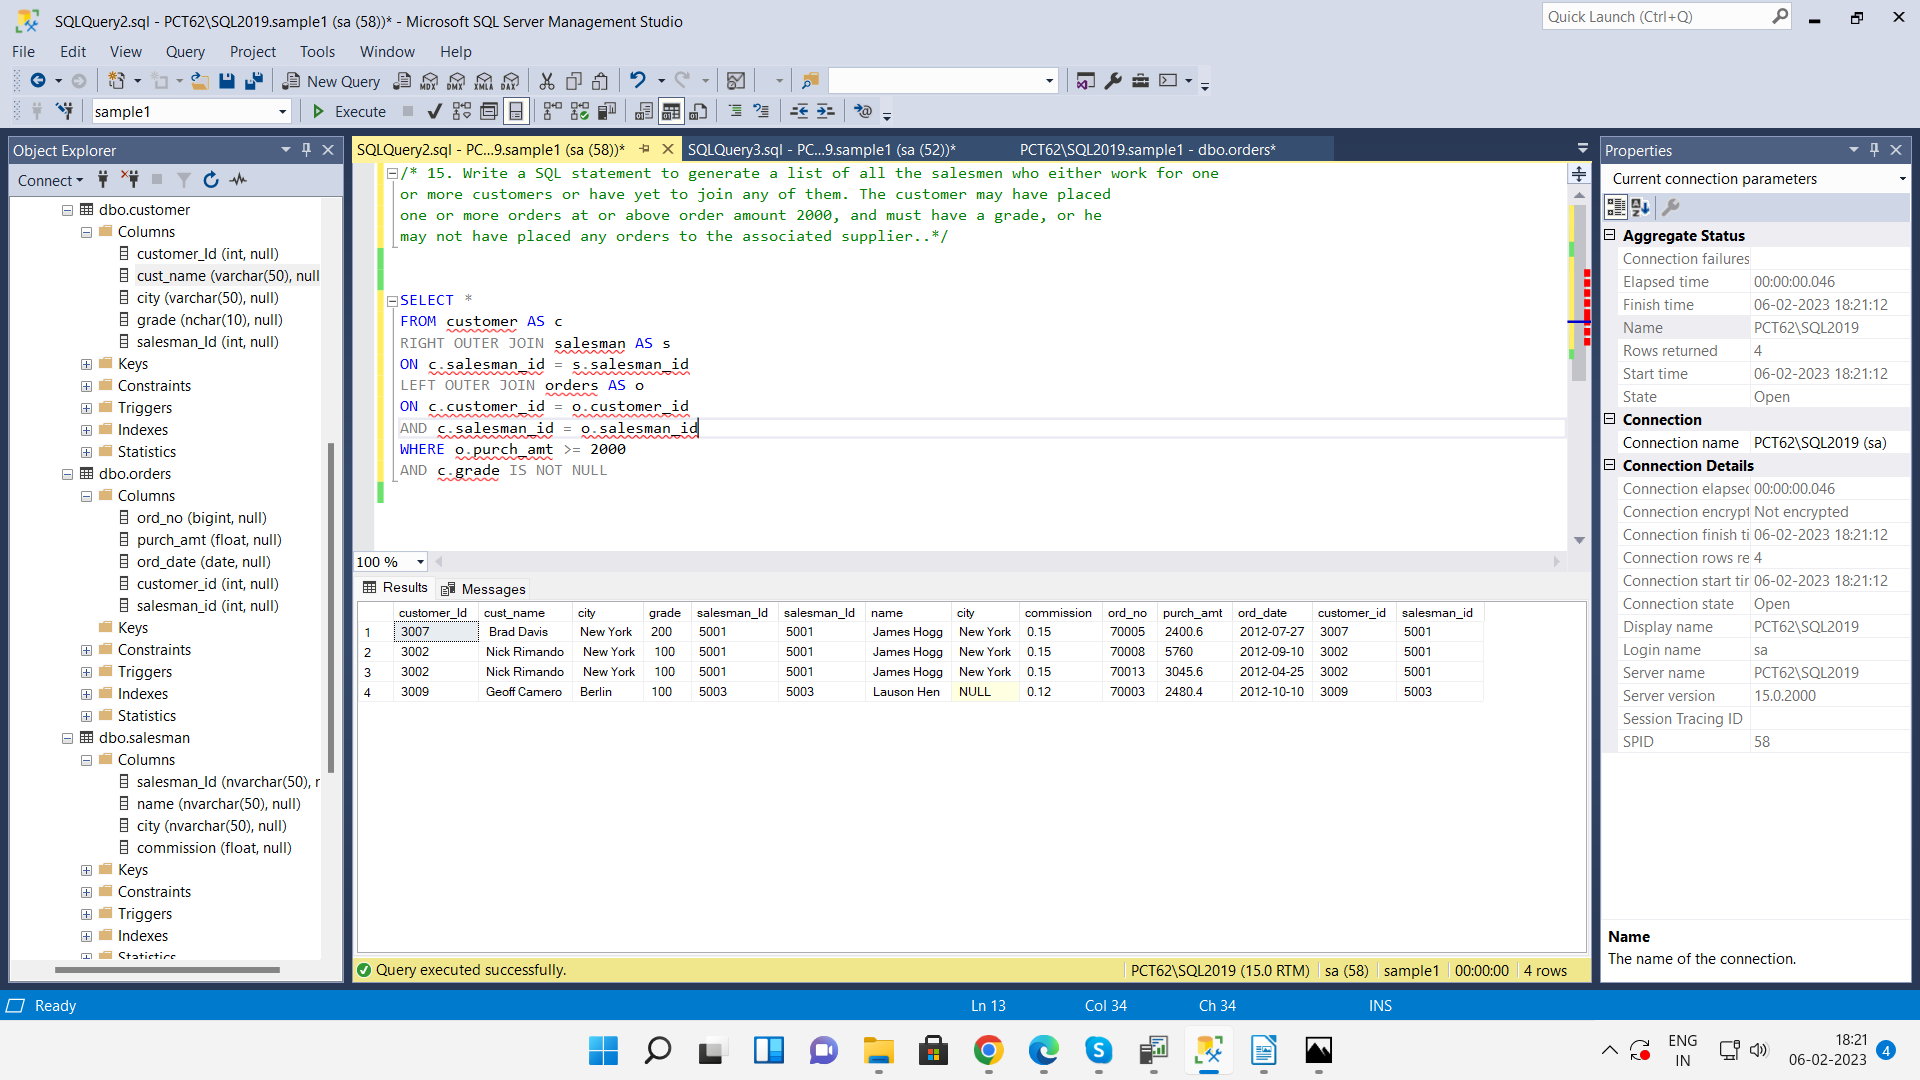 SQLQuery2.sql - PCT62\SQL2019.sample1 (sa (58))* - Microsoft SQL Server Management Studio
Quick Launch (Ctrl+Q)
File Edit View Query Project Tools Window Help
New Query
MDX DMX XMLA DAX
sample1
Execute
Object Explorer
Connect
dbo.customer
Columns
customer_Id (int, null)
cust_name (varchar(50), null
city (varchar(50), null)
grade (nchar(10), null)
salesman_Id (int, null)
Keys
Constraints
Triggers
Indexes
Statistics
dbo.orders
Columns
ord_no (bigint, null)
purch_amt (float, null)
ord_date (date, null)
customer_id (int, null)
salesman_id (int, null)
Keys
Constraints
Triggers
Indexes
Statistics
dbo.salesman
Columns
salesman_Id (nvarchar(50), r
name (nvarchar(50), null)
city (nvarchar(50), null)
commission (float, null)
Keys
Constraints
Triggers
Indexes
Statistics
SQLQuery2.sql - PC...9.sample1 (sa (58))* SQLQuery3.sql - PC...9.sample1 (sa (52))* PCT62\SQL2019.sample1 - dbo.orders*
/* 15. Write a SQL statement to generate a list of all the salesmen who either work for one
or more customers or have yet to join any of them. The customer may have placed
one or more orders at or above order amount 2000, and must have a grade, or he
may not have placed any orders to the associated supplier..*/
SELECT *
FROM customer AS c
RIGHT OUTER JOIN salesman AS s
ON c.salesman_id = s.salesman_id
LEFT OUTER JOIN orders AS o
ON c.customer_id = o.customer_id
AND c.salesman_id = o.salesman_id
WHERE o.purch_amt >= 2000
AND c.grade IS NOT NULL
100 %
Results Messages
customer_Id cust_name city grade salesman_Id salesman_Id name city commission ord_no purch_amt ord_date customer_id salesman_id
1 3007 Brad Davis New York 200 5001 5001 James Hogg New York 0.15 70005 2400.6 2012-07-27 3007 5001
2 3002 Nick Rimando New York 100 5001 5001 James Hogg New York 0.15 70008 5760 2012-09-10 3002 5001
3 3002 Nick Rimando New York 100 5001 5001 James Hogg New York 0.15 70013 3045.6 2012-04-25 3002 5001
4 3009 Geoff Camero Berlin 100 5003 5003 Lauson Hen NULL 0.12 70003 2480.4 2012-10-10 3009 5003
Query executed successfully. PCT62\SQL2019 (15.0 RTM) sa (58) sample1 00:00:00 4 rows
Properties
Current connection parameters
Aggregate Status
Connection failures
Elapsed time 00:00:00.046
Finish time 06-02-2023 18:21:12
Name PCT62\SQL2019
Rows returned 4
Start time 06-02-2023 18:21:12
State Open
Connection
Connection name PCT62\SQL2019 (sa)
Connection Details
Connection elapsec 00:00:00.046
Connection encrypt Not encrypted
Connection finish ti 06-02-2023 18:21:12
Connection rows re 4
Connection start tir 06-02-2023 18:21:12
Connection state Open
Display name PCT62\SQL2019
Login name sa
Server name PCT62\SQL2019
Server version 15.0.2000
Session Tracing ID
SPID 58
Name
The name of the connection.
Ready Ln 13 Col 34 Ch 34 INS
ENG
IN
18:21
06-02-2023
4